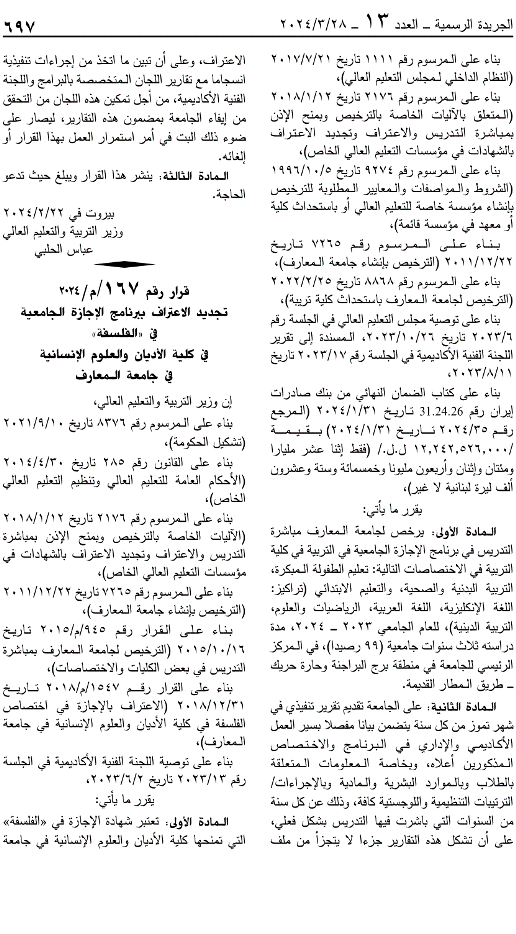 الجريدة الرسمية ــ العدد ١٣ ــ ٢٠٢٤/٣/٢٨
٦٩٧
بناء على المرسوم رقم ١١١١ تاريخ ٢٠١٧/٧/٢١
(النظام الداخلي لمجلس التعليم العالي)،
بناء على المرسوم رقم ٢١٧٦ تاريخ ٢٠١٨/١/١٢
(المتعلق بالآليات الخاصة بالترخيص وبمنح الإذن
بمباشرة التدريس والاعتراف وتجديد الاعتراف
بالشهادات في مؤسسات التعليم العالي الخاص)،
بناء على المرسوم رقم ٩٢٧٤ تاريخ ١٩٩٦/١٠/٥
(الشروط والمواصفات والمعايير المطلوبة للترخيص
بإنشاء مؤسسة خاصة للتعليم العالي أو باستحداث كلية
أو معهد في مؤسسة قائمة)،
بناء على المرسوم رقم ٧٢٦٥ تاريخ
٢٠١١/١٢/٢٢ (الترخيص بإنشاء جامعة المعارف)،
بناء على المرسوم رقم ٨٨٦٨ تاريخ ٢٠٢٢/٢/٢٥
(الترخيص لجامعة المعارف باستحداث كلية تربية)،
بناء على توصية مجلس التعليم العالي في الجلسة رقم
٢٠٢٣/٦ تاريخ ٢٠٢٣/١٠/٢٦، المسندة إلى تقرير
اللجنة الفنية الأكاديمية في الجلسة رقم ٢٠٢٣/١٧ تاريخ
٢٠٢٣/٨/١١،
بناء على كتاب الضمان النهائي من بنك صادرات
إيران رقم 31.24.26 تاريخ ٢٠٢٤/١/٣١ (المرجع
رقم ٢٠٢٤/٣٥ تاريخ ٢٠٢٤/١/٣١) بقيمة
/١٢,٢٤٢,٥٢٦,٠٠٠ ل.ل./ (فقط إثنا عشر مليارا
ومئتان وإثنان وأربعون مليونا وخمسمائة وستة وعشرون
ألف ليرة لبنانية لا غير)،
يقرر ما يأتي:
المادة الأولى: يرخص لجامعة المعارف مباشرة
التدريس في برنامج الإجازة الجامعية في التربية في كلية
التربية في الاختصاصات التالية: تعليم الطفولة المبكرة،
التربية البدنية والصحية، والتعليم الابتدائي (تراكيز:
اللغة الإنكليزية، اللغة العربية، الرياضيات والعلوم،
التربية الدينية)، للعام الجامعي ٢٠٢٣ ــ ٢٠٢٤، مدة
دراسته ثلاث سنوات جامعية (٩٩ رصيدا)، في المركز
الرئيسي للجامعة في منطقة برج البراجنة وحارة حريك
ــ طريق المطار القديمة.
المادة الثانية: على الجامعة تقديم تقرير تنفيذي في
شهر تموز من كل سنة يتضمن بيانا مفصلا بسير العمل
الأكاديمي والإداري في البرنامج والاختصاص
المذكورين أعلاه، وبخاصة المعلومات المتعلقة
بالطلاب وبالموارد البشرية والمادية وبالإجراءات/
الترتيبات التنظيمية واللوجستية كافة، وذلك عن كل سنة
من السنوات التي باشرت فيها التدريس بشكل فعلي،
على أن تشكل هذه التقارير جزءا لا يتجزأ من ملف
الاعتراف، وعلى أن تبين ما اتخذ من إجراءات تنفيذية
انسجاما مع تقارير اللجان المتخصصة بالبرامج واللجنة
الفنية الأكاديمية، من أجل تمكين هذه اللجان من التحقق
من إيفاء الجامعة بمضمون هذه التقارير، ليصار على
ضوء ذلك البت في أمر استمرار العمل بهذا القرار أو
إلغائه.
المادة الثالثة: ينشر هذا القرار ويبلغ حيث تدعو
الحاجة.
بيروت في ٢٠٢٤/٢/٢٢
وزير التربية والتعليم العالي
عباس الحلبي
قرار رقم ١٦٧/م/٢٠٢٤
تجديد الاعتراف ببرنامج الإجازة الجامعية
في «الفلسفة»
في كلية الأديان والعلوم الإنسانية
في جامعة المعارف
إن وزير التربية والتعليم العالي،
بناء على المرسوم رقم ٨٣٧٦ تاريخ ٢٠٢١/٩/١٠
(تشكيل الحكومة)،
بناء على القانون رقم ٢٨٥ تاريخ ٢٠١٤/٤/٣٠
(الأحكام العامة للتعليم العالي وتنظيم التعليم العالي
الخاص)،
بناء على المرسوم رقم ٢١٧٦ تاريخ ٢٠١٨/١/١٢
(الآليات الخاصة بالترخيص وبمنح الإذن بمباشرة
التدريس والاعتراف وتجديد الاعتراف بالشهادات في
مؤسسات التعليم العالي الخاص)،
بناء على المرسوم رقم ٧٢٦٥ تاريخ ٢٠١١/١٢/٢٢
(الترخيص بإنشاء جامعة المعارف)،
بناء على القرار رقم ٩٤٥/م/٢٠١٥ تاريخ
٢٠١٥/١٠/١٦ (الترخيص لجامعة المعارف بمباشرة
التدريس في بعض الكليات والاختصاصات)،
بناء على القرار رقم ١٥٤٧/م/٢٠١٨ تاريخ
٢٠١٨/١٢/٣١ (الاعتراف بالإجازة في اختصاص
الفلسفة في كلية الأديان والعلوم الإنسانية في جامعة
المعارف)،
بناء على توصية اللجنة الفنية الأكاديمية في الجلسة
رقم ٢٠٢٣/١٣ تاريخ ٢٠٢٣/٦/٢،
يقرر ما يأتي:
المادة الأولى: تعتبر شهادة الإجازة في «الفلسفة»
التي تمنحها كلية الأديان والعلوم الإنسانية في جامعة